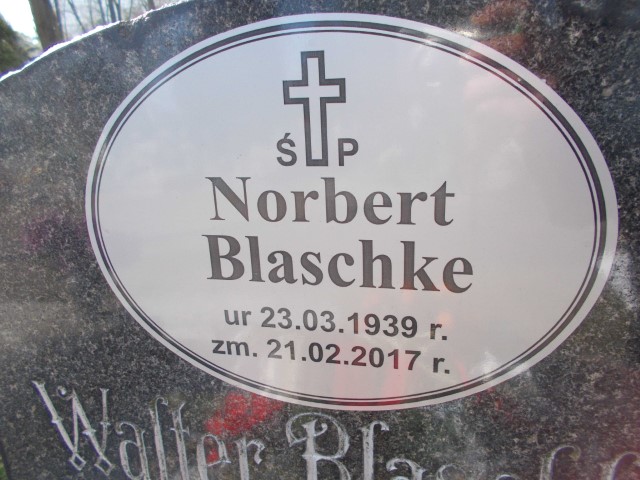 Ś P
Norbert
Blaschke
ur 23.03.1939 r.
zm. 21.02.2017 r.
Walter